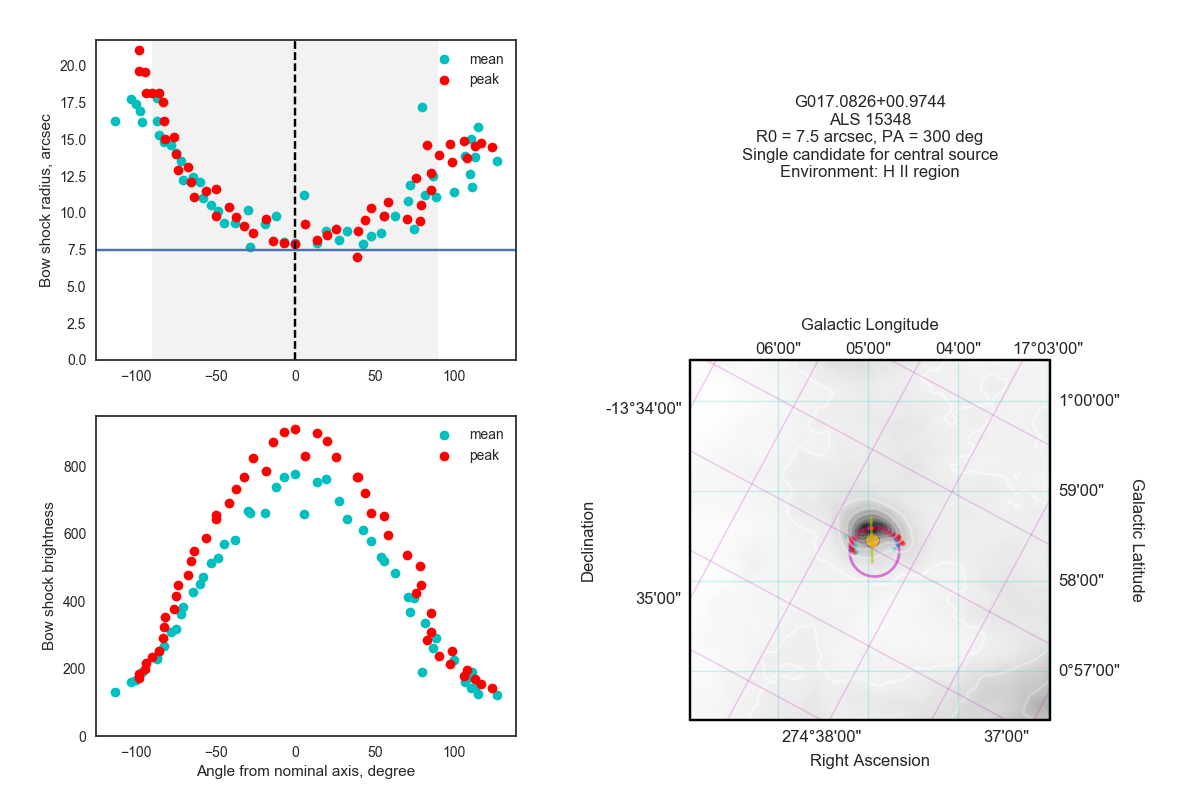 20.0
17.5
15.0
12.5
10.0
7.5
5.0
2.5
0.0
Bow shock radius, arcsec
mean
peak
−100 −50 0 50 100
800
600
400
200
0
Bow shock brightness
mean
peak
−100 −50 0 50 100
Angle from nominal axis, degree
G017.0826+00.9744
ALS 15348
R0 = 7.5 arcsec, PA = 300 deg
Single candidate for central source
Environment: H II region
Galactic Longitude
06'00" 05'00" 04'00" 17°03'00"
-13°34'00"
35'00"
Declination
1°00'00"
59'00"
58'00"
0°57'00"
Galactic Latitude
274°38'00" 37'00"
Right Ascension